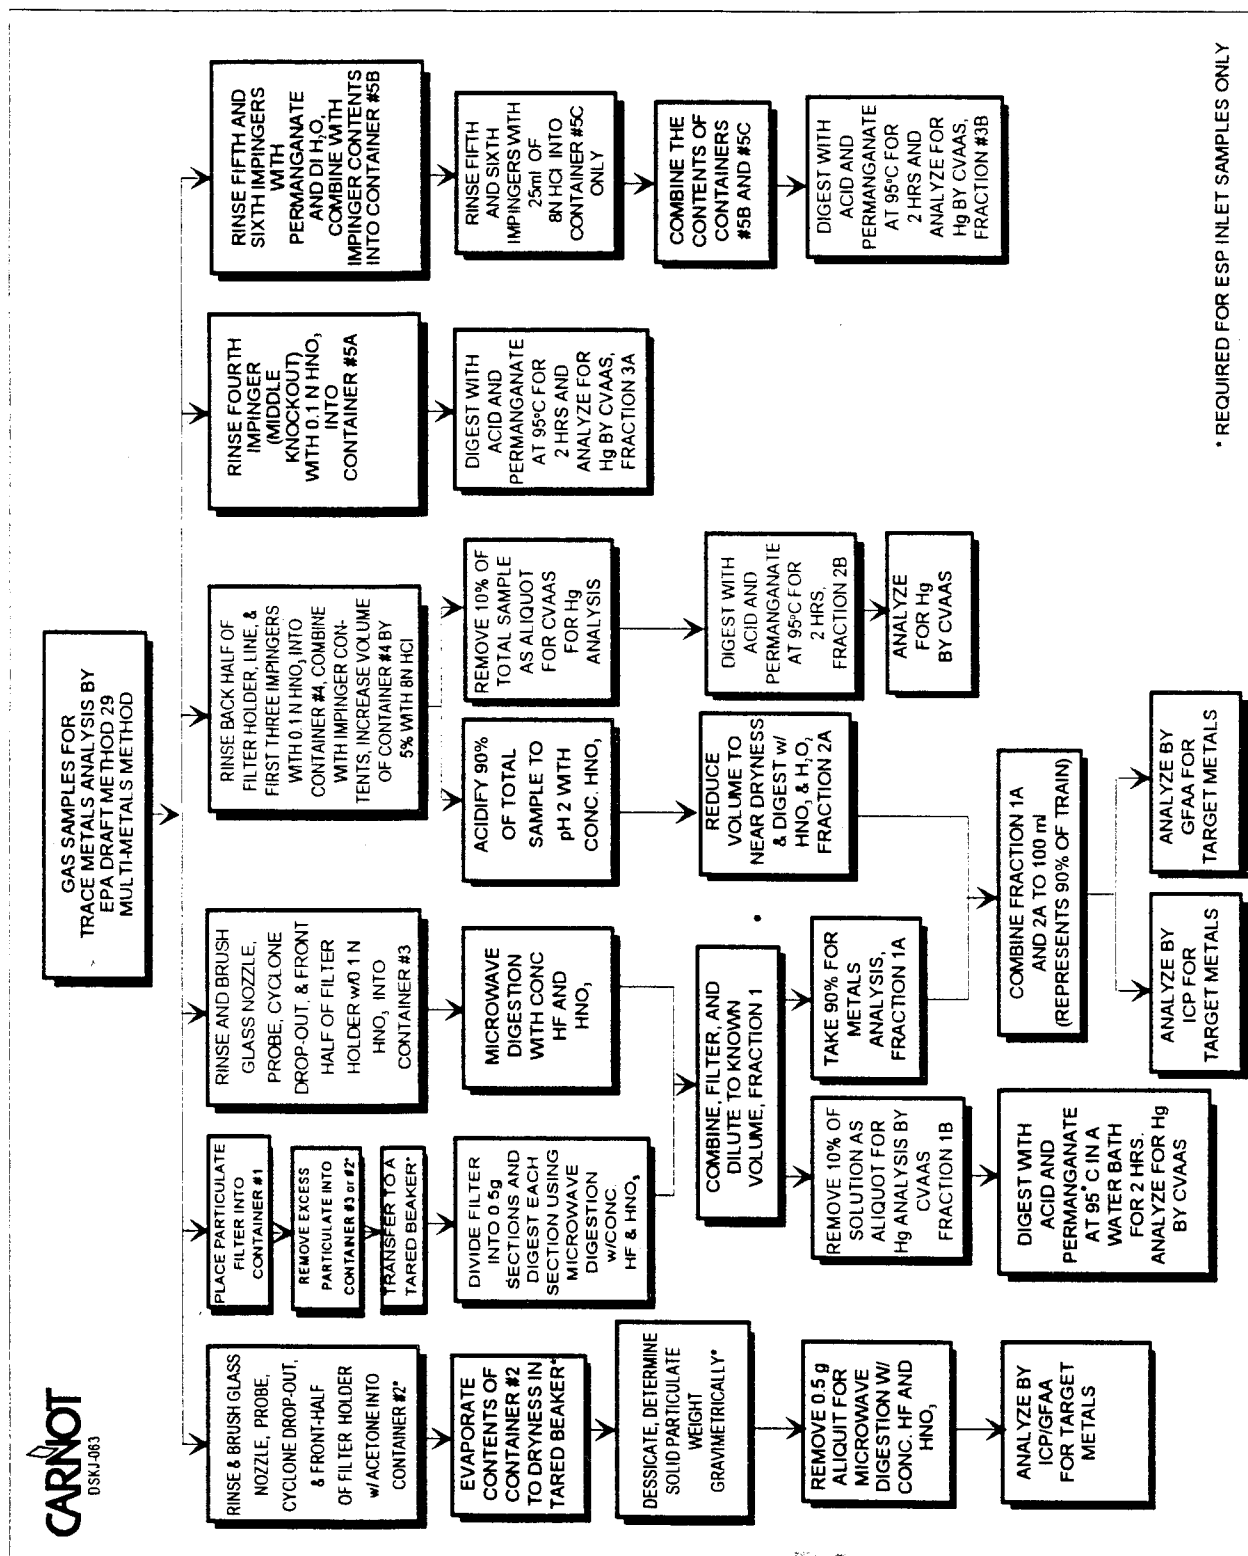 CARNOT
DSKJ-063
GAS SAMPLES FOR
TRACE METALS ANALYSIS BY
EPA DRAFT METHOD 29
MULTI-METALS METHOD
RINSE & BRUSH GLASS
NOZZLE, PROBE,
CYCLONE DROP-OUT,
& FRONT-HALF
OF FILTER HOLDER
w/ ACETONE INTO
CONTAINER #2*
EVAPORATE
CONTENTS OF
CONTAINER #2
TO DRYNESS IN
TARED BEAKER*
DESSICATE, DETERMINE
SOLID PARTICULATE
WEIGHT
GRAVIMETRICALLY*
REMOVE 0.5 g
ALIQUIT FOR
MICROWAVE
DIGESTION W/
CONC. HF AND
HNO₃
ANALYZE BY
ICP/GFAA
FOR TARGET
METALS
PLACE PARTICULATE
FILTER INTO
CONTAINER #1
REMOVE EXCESS
PARTICULATE INTO
CONTAINER #3 or #2*
TRANSFER TO A
TARED BEAKER*
DIVIDE FILTER
INTO 0.5g
SECTIONS AND
DIGEST EACH
SECTION USING
MICROWAVE
DIGESTION
w/CONC.
HF & HNO₃
RINSE AND BRUSH
GLASS NOZZLE,
PROBE, CYCLONE
DROP-OUT, & FRONT
HALF OF FILTER
HOLDER w/0 1 N
HNO₃ INTO
CONTAINER #3
MICROWAVE
DIGESTION
WITH CONC
HF AND
HNO₃
COMBINE, FILTER, AND
DILUTE TO KNOWN
VOLUME, FRACTION 1
REMOVE 10% OF
SOLUTION AS
ALIQUOT FOR
Hg ANALYSIS BY
CVAAS
FRACTION 1B
DIGEST WITH
ACID AND
PERMANGANATE
AT 95°C IN A
WATER BATH
FOR 2 HRS.
ANALYZE FOR Hg
BY CVAAS
TAKE 90% FOR
METALS
ANALYSIS,
FRACTION 1A
RINSE BACK HALF OF
FILTER HOLDER, LINE, &
FIRST THREE IMPINGERS
WITH 0.1 N HNO₃ INTO
CONTAINER #4, COMBINE
WITH IMPINGER CON-
TENTS, INCREASE VOLUME
OF CONTAINER #4 BY
5% WITH 8N HCl
ACIDIFY 90%
OF TOTAL
SAMPLE TO
pH 2 WITH
CONC. HNO₃
REDUCE
VOLUME TO
NEAR DRYNESS
& DIGEST w/
HNO₃ & H₂O₂
FRACTION 2A
COMBINE FRACTION 1A
AND 2A TO 100 ml
(REPRESENTS 90% OF TRAIN)
ANALYZE BY
ICP FOR
TARGET METALS
ANALYZE BY
GFAA FOR
TARGET METALS
REMOVE 10% OF
TOTAL SAMPLE
AS ALIQUOT
FOR CVAAS
FOR Hg
ANALYSIS
DIGEST WITH
ACID AND
PERMANGANATE
AT 95°C FOR
2 HRS,
FRACTION 2B
ANALYZE
FOR Hg
BY CVAAS
RINSE FOURTH
IMPINGER
(MIDDLE
KNOCKOUT)
WITH 0.1 N HNO₃
INTO
CONTAINER #5A
DIGEST WITH
ACID AND
PERMANGANATE
AT 95°C FOR
2 HRS AND
ANALYZE FOR
Hg BY CVAAS,
FRACTION 3A
RINSE FIFTH AND
SIXTH IMPINGERS
WITH
PERMANGANATE
AND DI H₂O,
COMBINE WITH
IMPINGER CONTENTS
INTO CONTAINER #5B
RINSE FIFTH
AND SIXTH
IMPINGERS WITH
25ml OF
8N HCl INTO
CONTAINER #5C
ONLY
COMBINE THE
CONTENTS OF
CONTAINERS
#5B AND #5C
DIGEST WITH
ACID AND
PERMANGANATE
AT 95°C FOR
2 HRS AND
ANALYZE FOR
Hg BY CVAAS,
FRACTION #3B
* REQUIRED FOR ESP INLET SAMPLES ONLY